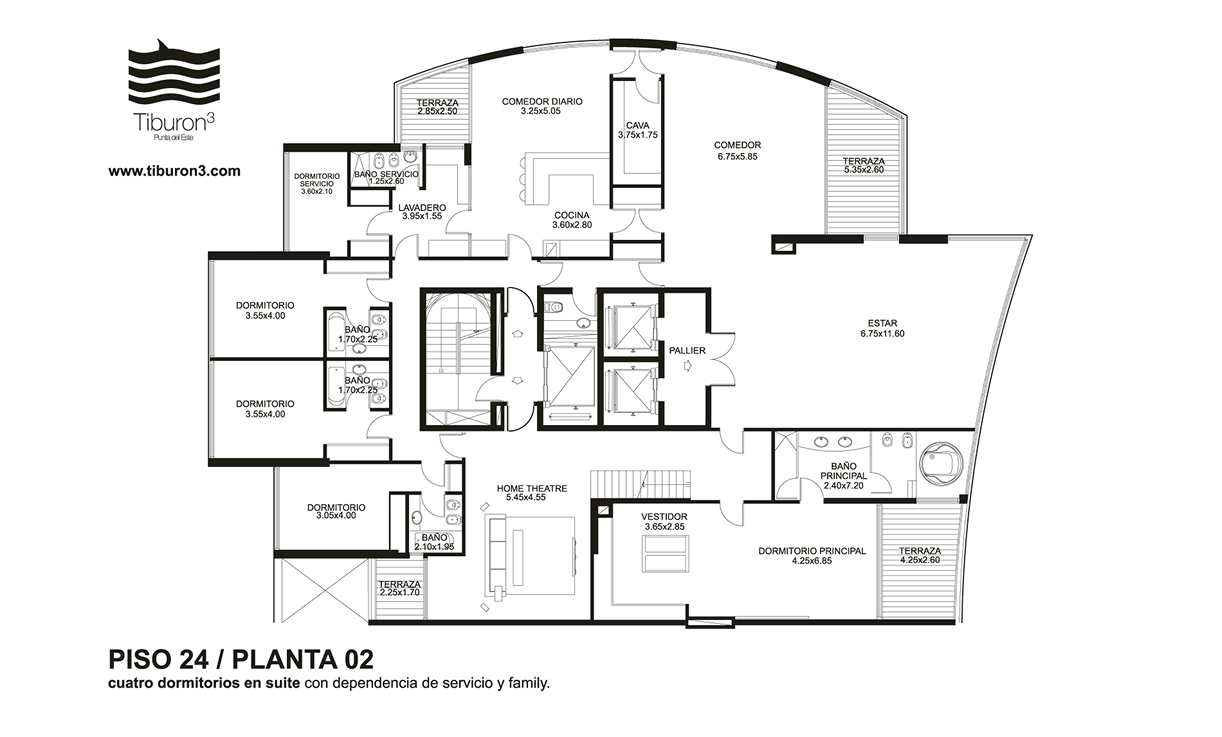 Tiburon3
Punta del Este
www.tiburon3.com
TERRAZA
2.85x2.50
COMEDOR DIARIO
3.25x5.05
CAVA
3.75x1.75
COMEDOR
6.75x5.85
TERRAZA
5.35x2.60
DORMITORIO
SERVICIO
3.60x2.10
BAÑO SERVICIO
1.25x2.60
LAVADERO
3.95x1.55
COCINA
3.60x2.80
DORMITORIO
3.55x4.00
BAÑO
1.70x2.25
ESTAR
6.75x11.60
PALLIER
BAÑO
1.70x2.25
DORMITORIO
3.55x4.00
BAÑO
PRINCIPAL
2.40x7.20
HOME THEATRE
5.45x4.55
DORMITORIO
3.05x4.00
VESTIDOR
3.65x2.85
BAÑO
2.10x1.95
DORMITORIO PRINCIPAL
4.25x6.85
TERRAZA
4.25x2.60
TERRAZA
2.25x1.70
PISO 24 / PLANTA 02
cuatro dormitorios en suite con dependencia de servicio y family.